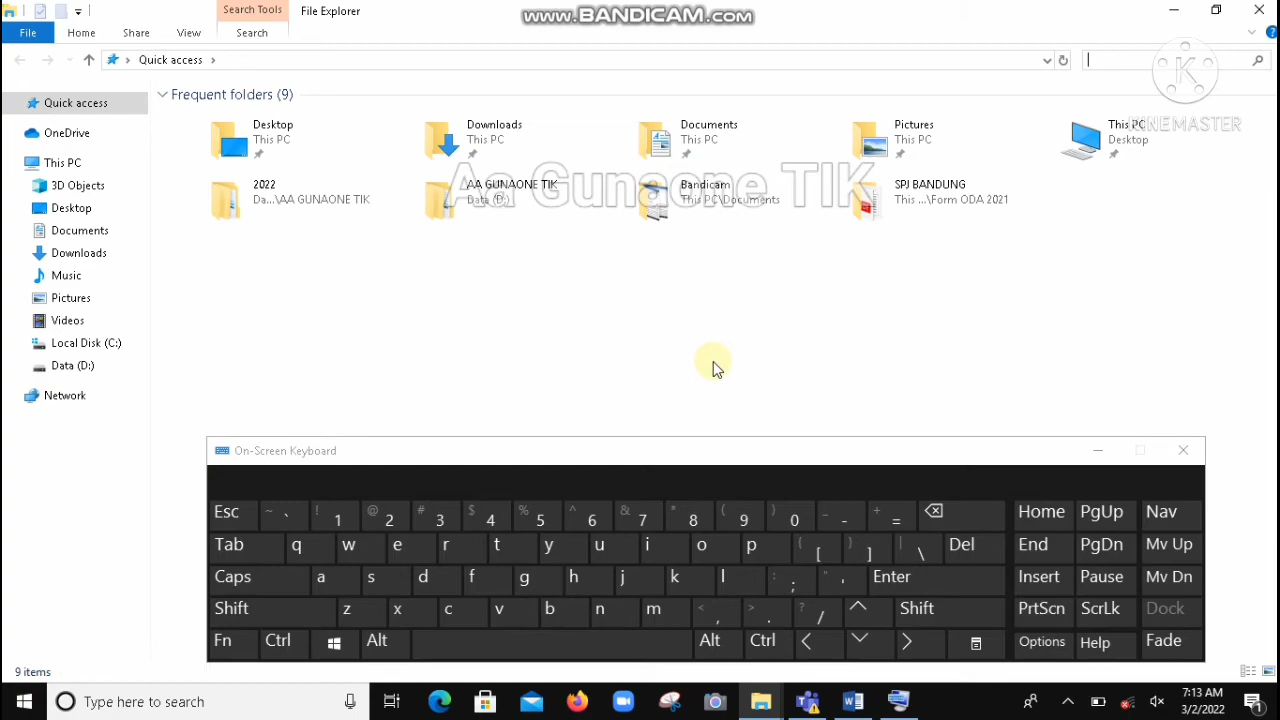 Search Tools
File Explorer
www.BANDICAM.com
File
Home
Share
View
Search
Quick access
KINEMASTER
Quick access
OneDrive
This PC
3D Objects
Desktop
Documents
Downloads
Music
Pictures
Videos
Local Disk (C:)
Data (D:)
Network
Frequent folders (9)
Desktop
This PC
Downloads
This PC
Documents
This PC
Pictures
This PC
This PC
Desktop
2022
Da...\AA GUNAONE TIK
AA GUNAONE TIK
Data (D:)
Bandicam
This PC\Documents
SPJ BANDUNG
This ...\Form ODA 2021
Aa Gunaone TIK
On-Screen Keyboard
Esc ~ ` ! 1 @ 2 # 3 $ 4 % 5 ^ 6 & 7 * 8 ( 9 ) 0 _ - + = Home PgUp Nav
Tab q w e r t y u i o p { [ } ] | \ Del End PgDn Mv Up
Caps a s d f g h j k l : ; " ' Enter Insert Pause Mv Dn
Shift z x c v b n m < , > . ? / Shift PrtScn ScrLk Dock
Fn Ctrl Alt Alt Ctrl Options Help Fade
9 items
Type here to search
7:13 AM
3/2/2022
1